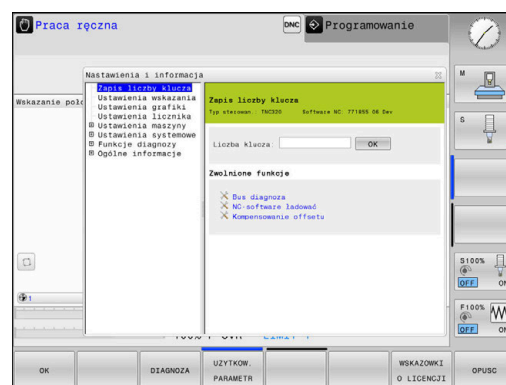 Praca ręczna
DNC
Programowanie
Nastawienia i informacja
Wskazanie poło
Zapis liczby klucza
Ustawienia wskazania
Ustawienia grafiki
Ustawienia licznika
Ustawienia maszyny
Ustawienia systemowe
Funkcje diagnozy
Ogólne informacje
Zapis liczby klucza
Typ sterowan.: TNC320 Software NC: 771855 06 Dev
Liczba klucza: OK
Zwolnione funkcje
Bus diagnoza
NC-software ladować
Kompensowanie offsetu
M
S
S100%
OFF ON
F100%
OFF ON
1
OK
DIAGNOZA
UZYTKOW.
PARAMETR
WSKAZOWKI
O LICENCJI
OPUSC